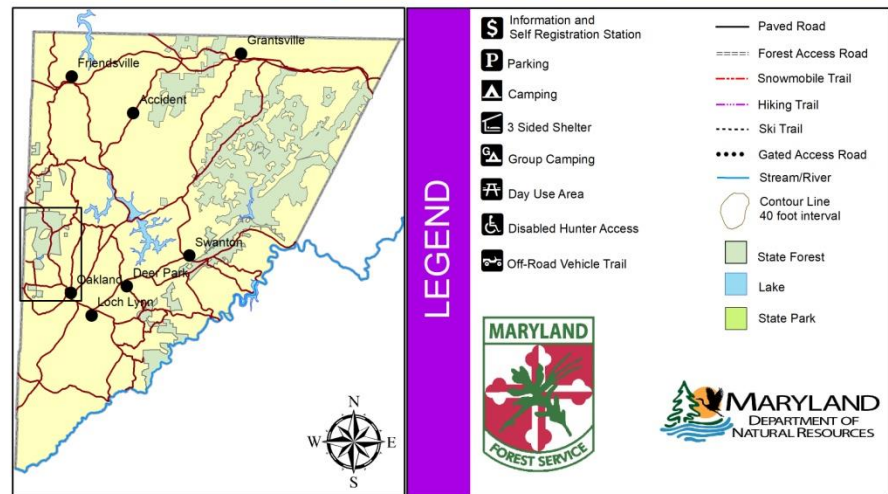 Grantsville
Friendsville
Accident
Swanton
Deer Park
Oakland
Loch Lynn
N
W
E
S
LEGEND
$
Information and
Self Registration Station
P
Parking
Camping
3 Sided Shelter
G
Group Camping
Day Use Area
Disabled Hunter Access
Off-Road Vehicle Trail
Paved Road
Forest Access Road
Snowmobile Trail
Hiking Trail
Ski Trail
Gated Access Road
Stream/River
Contour Line
40 foot interval
State Forest
Lake
State Park
MARYLAND
FOREST SERVICE
MARYLAND
DEPARTMENT OF
NATURAL RESOURCES